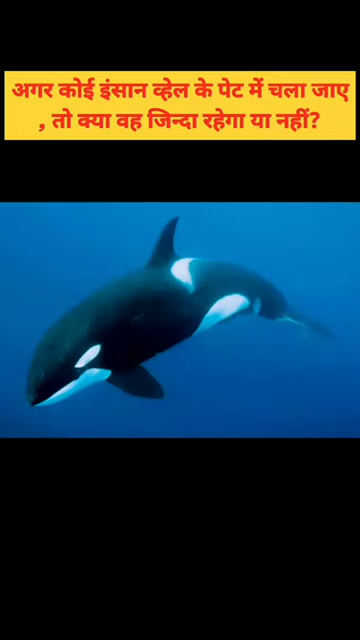 अगर कोई इंसान व्हेल के पेट में चला जाए
, तो क्या वह जिन्दा रहेगा या नहीं?